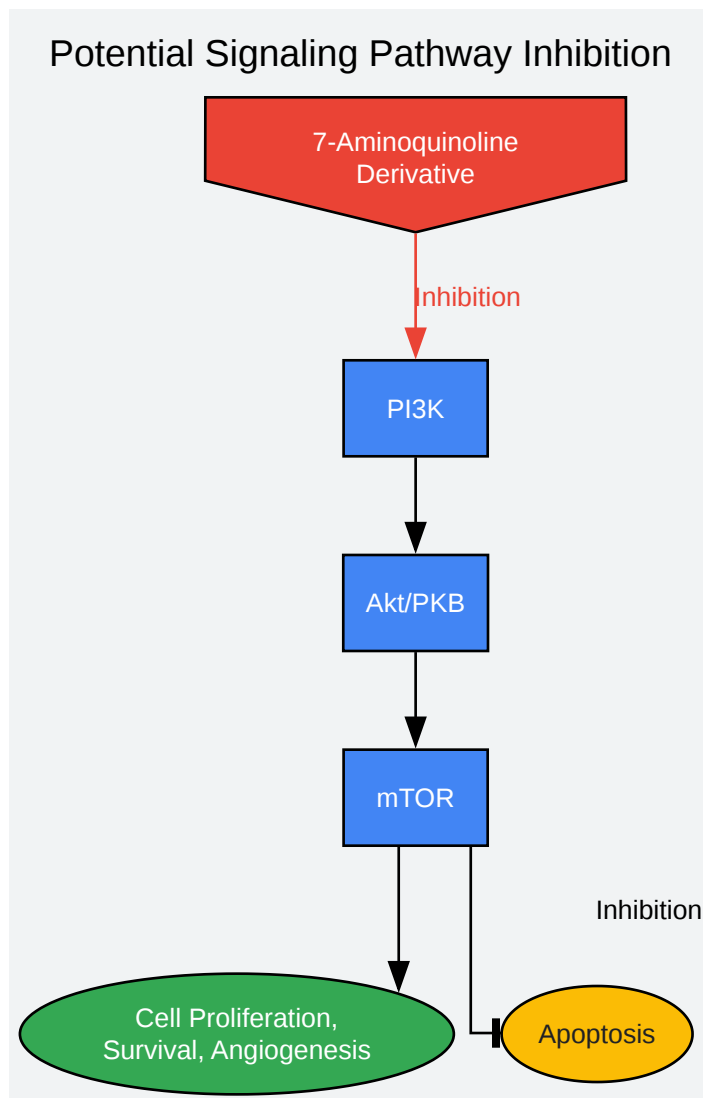 Potential Signaling Pathway Inhibition
7-Aminoquinoline
Derivative
Inhibition
PI3K
Akt/PKB
mTOR
Inhibition
Cell Proliferation,
Survival, Angiogenesis
Apoptosis